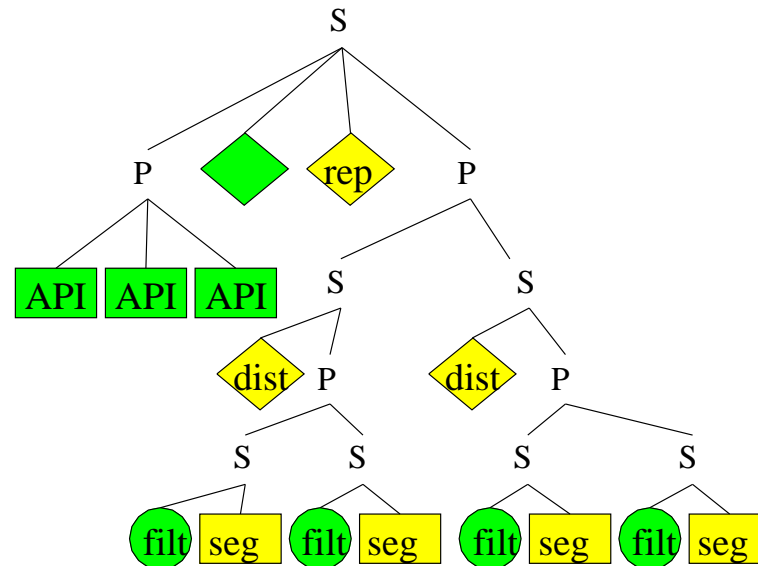 S
P rep P
API API API S S
dist P dist P
S S S S
filt seg filt seg filt seg filt seg